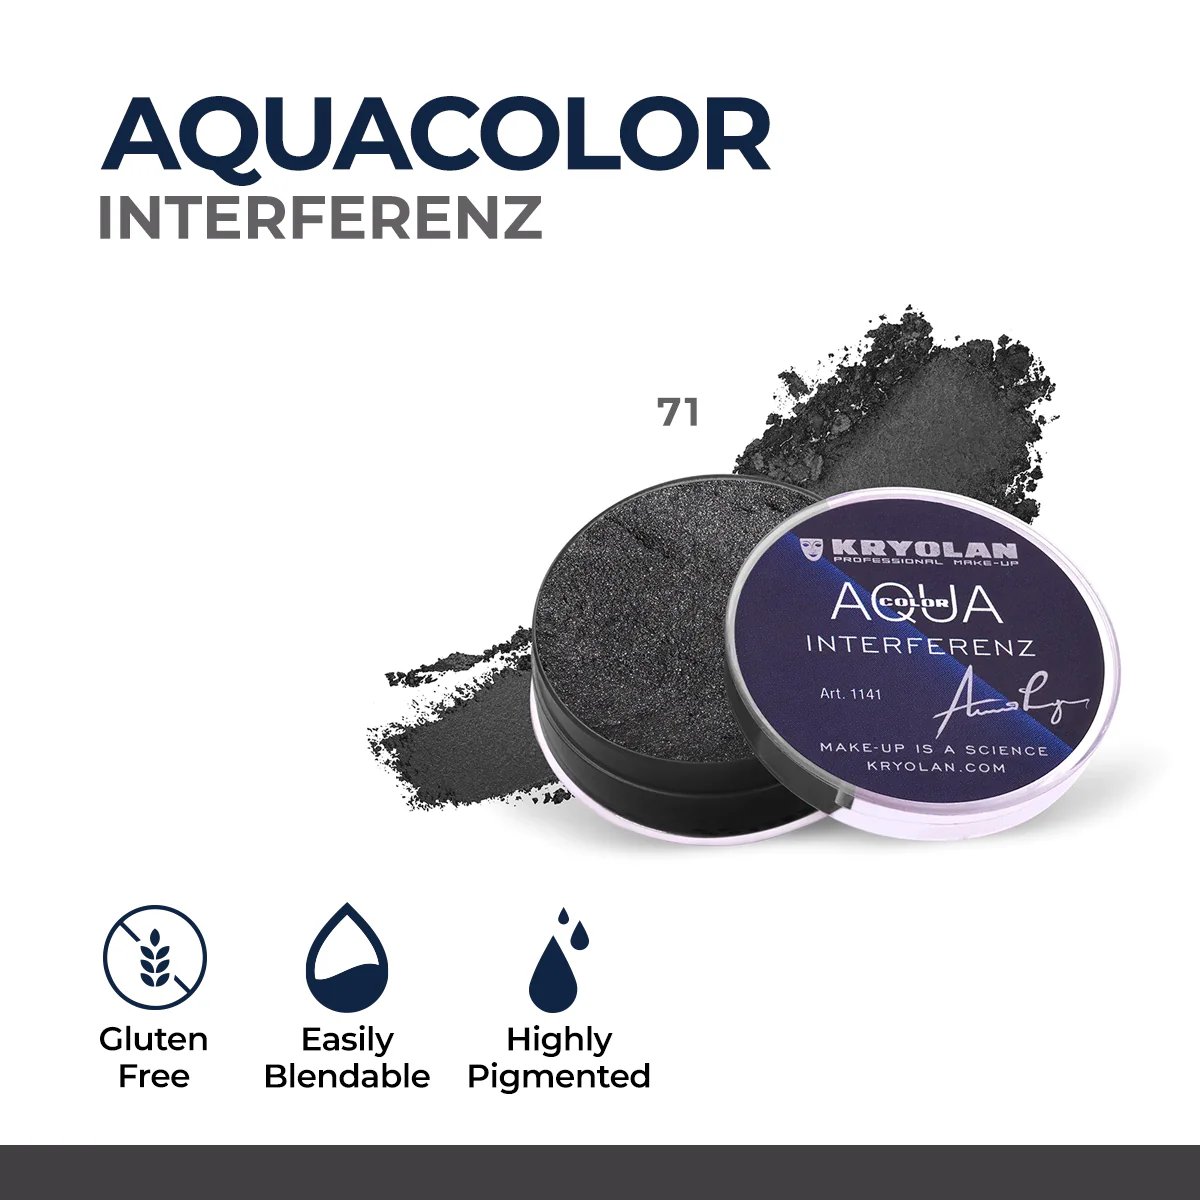 AQUACOLOR
INTERFERENZ
71
KRYOLAN
PROFESSIONAL MAKE-UP
AQUA
COLOR
INTERFERENZ
Art. 1141
MAKE-UP IS A SCIENCE
KRYOLAN.COM
Gluten
Free
Easily
Blendable
Highly
Pigmented